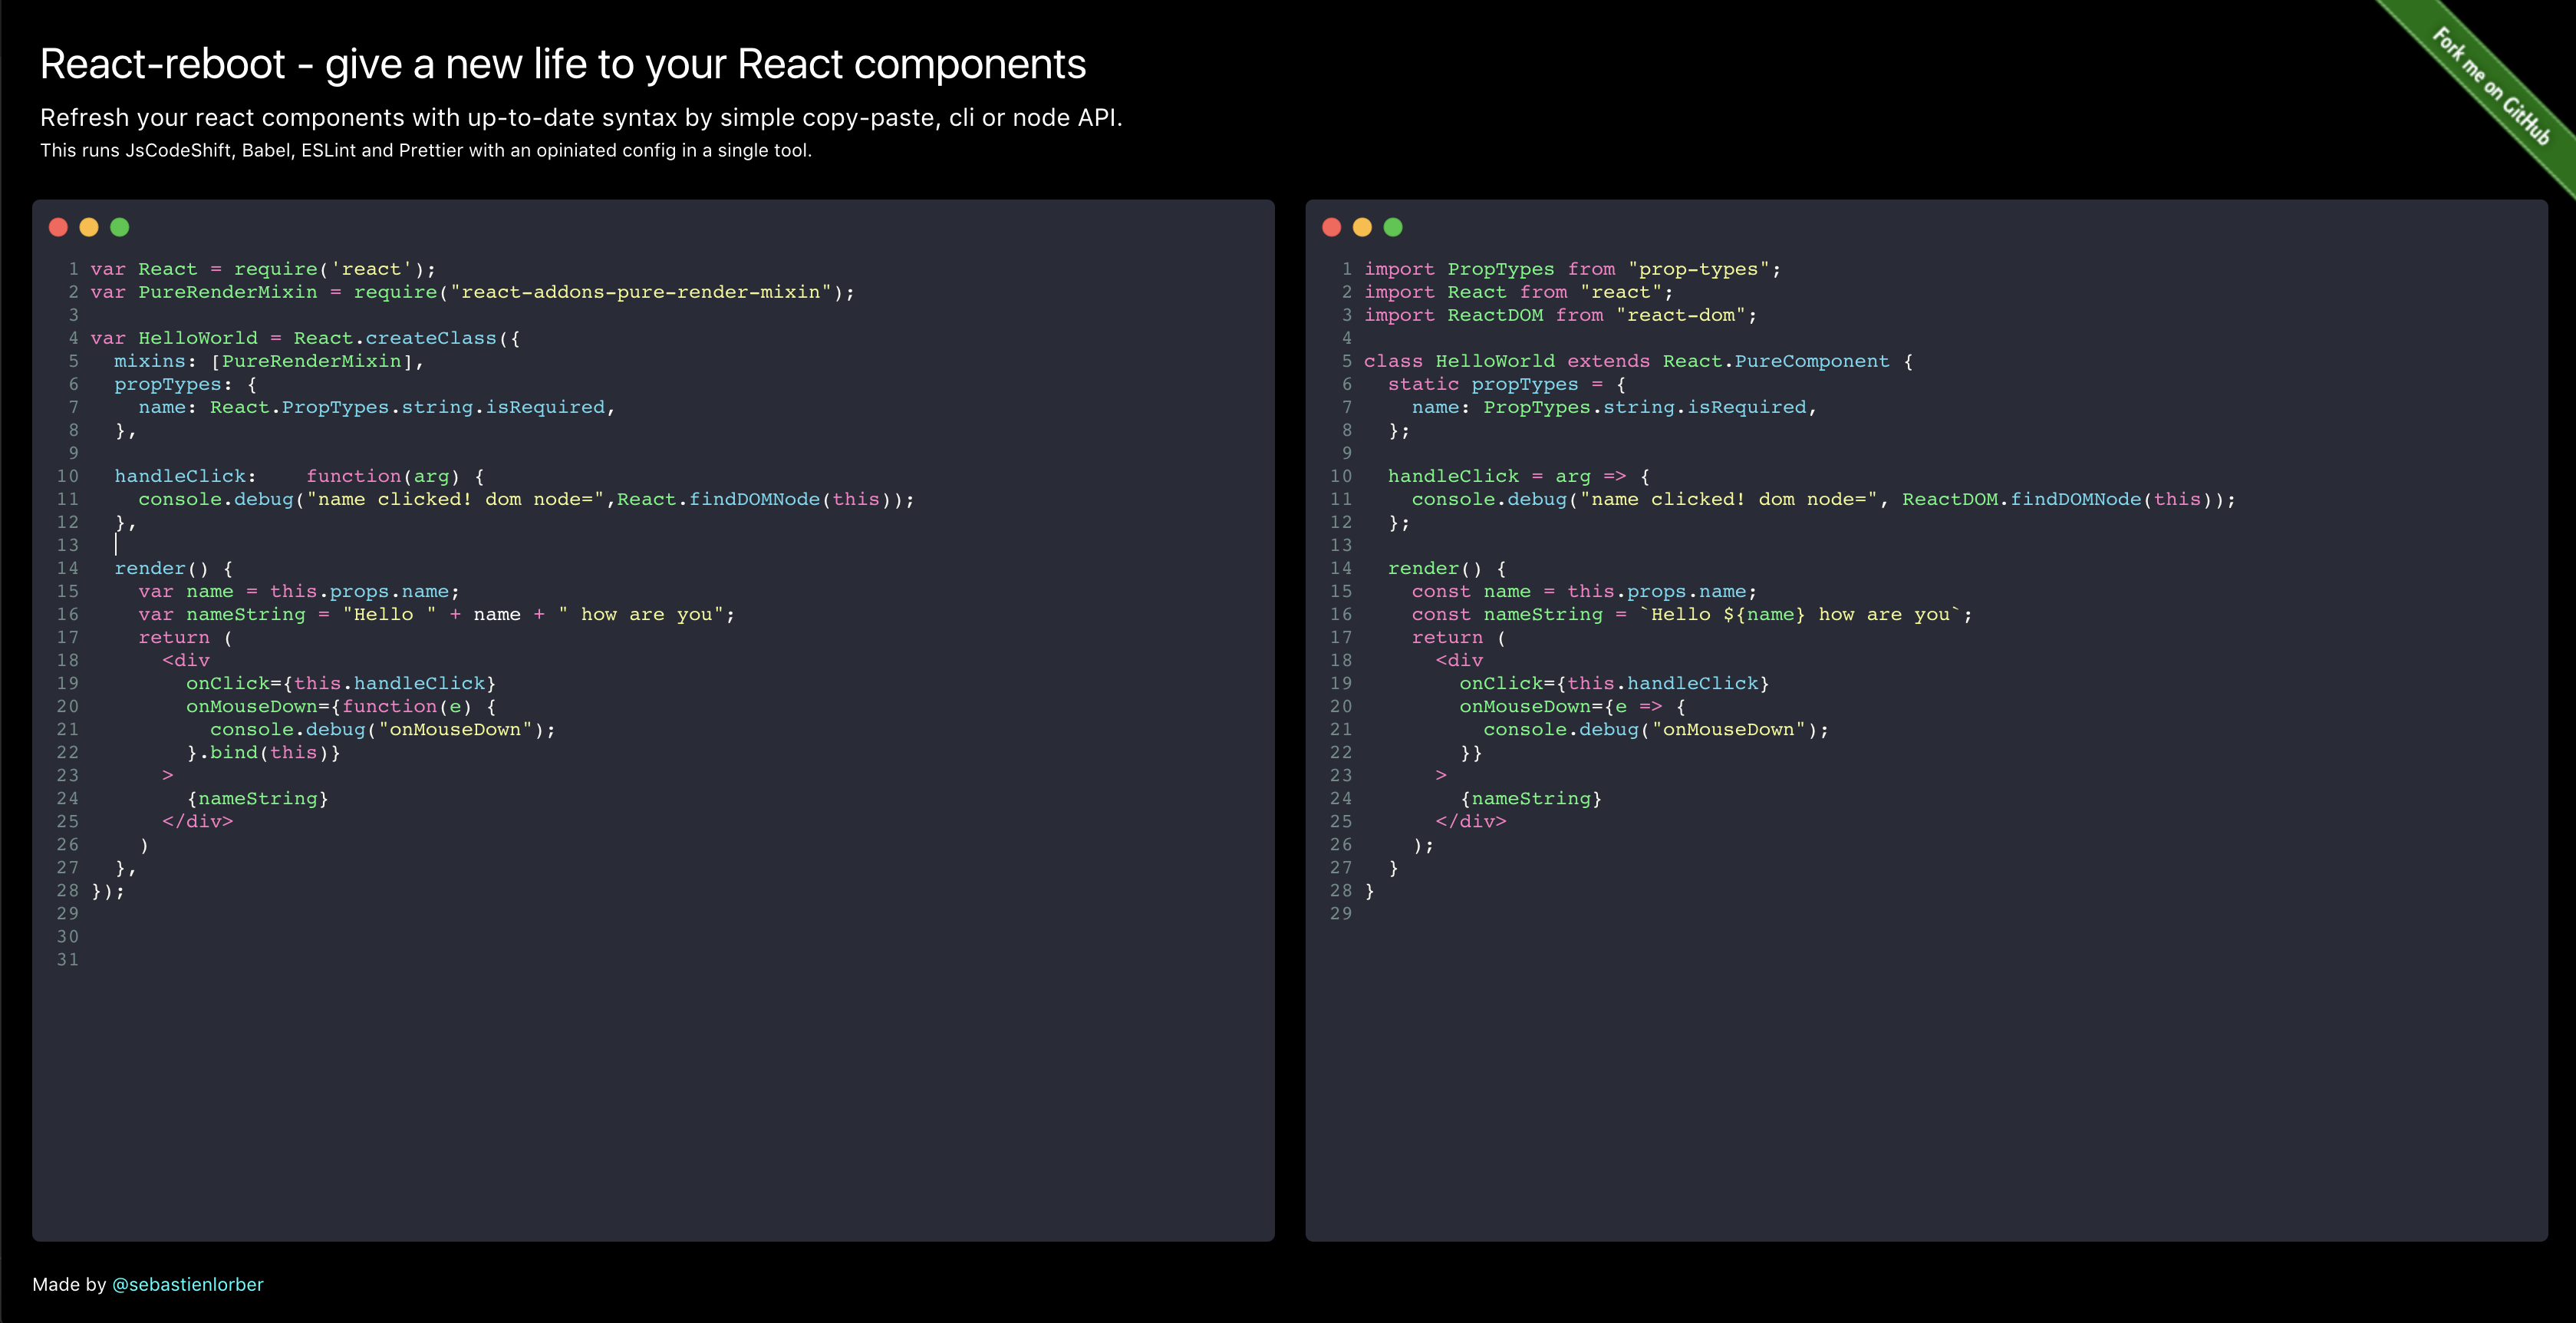 React-reboot - give a new life to your React components
Refresh your react components with up-to-date syntax by simple copy-paste, cli or node API.
This runs JsCodeShift, Babel, ESLint and Prettier with an opiniated config in a single tool.
Fork me on GitHub
1 var React = require('react');
2 var PureRenderMixin = require("react-addons-pure-render-mixin");
3
4 var HelloWorld = React.createClass({
5   mixins: [PureRenderMixin],
6   propTypes: {
7     name: React.PropTypes.string.isRequired,
8   },
9
10   handleClick:    function(arg) {
11     console.debug("name clicked! dom node=",React.findDOMNode(this));
12   },
13
14   render() {
15     var name = this.props.name;
16     var nameString = "Hello " + name + " how are you";
17     return (
18       <div
19         onClick={this.handleClick}
20         onMouseDown={function(e) {
21           console.debug("onMouseDown");
22         }.bind(this)}
23       >
24         {nameString}
25       </div>
26     )
27   },
28 });
29
30
31
1 import PropTypes from "prop-types";
2 import React from "react";
3 import ReactDOM from "react-dom";
4
5 class HelloWorld extends React.PureComponent {
6   static propTypes = {
7     name: PropTypes.string.isRequired,
8   };
9
10   handleClick = arg => {
11     console.debug("name clicked! dom node=", ReactDOM.findDOMNode(this));
12   };
13
14   render() {
15     const name = this.props.name;
16     const nameString = `Hello ${name} how are you`;
17     return (
18       <div
19         onClick={this.handleClick}
20         onMouseDown={e => {
21           console.debug("onMouseDown");
22         }}
23       >
24         {nameString}
25       </div>
26     );
27   }
28 }
29
Made by @sebastienlorber